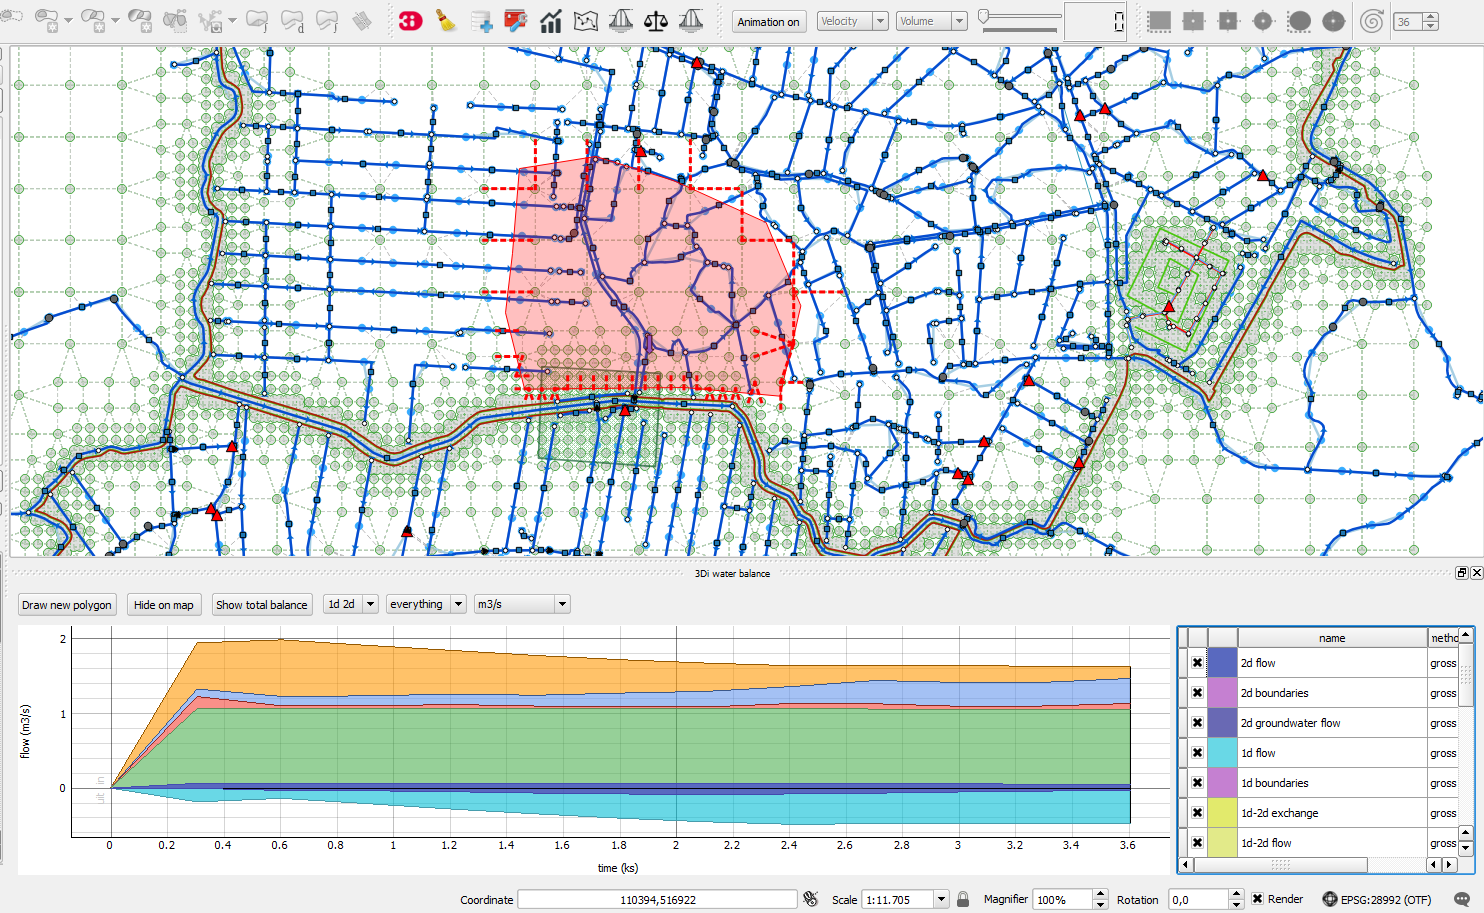 3i
Animation on
Velocity
Volume
0
36
3Di water balance
Draw new polygon
Hide on map
Show total balance
1d 2d
everything
m3/s
2
1
0
flow (m3/s)
in
0
0.2
0.4
0.6
0.8
1
1.2
1.4
1.6
1.8
2
2.2
2.4
2.6
2.8
3
3.2
3.4
3.6
time (ks)
name
metho
2d flow
gross
2d boundaries
gross
2d groundwater flow
gross
1d flow
gross
1d boundaries
gross
1d-2d exchange
gross
1d-2d flow
gross
Coordinate
110394,516922
Scale
1:11.705
Magnifier
100%
Rotation
0,0
Render
EPSG:28992 (OTF)